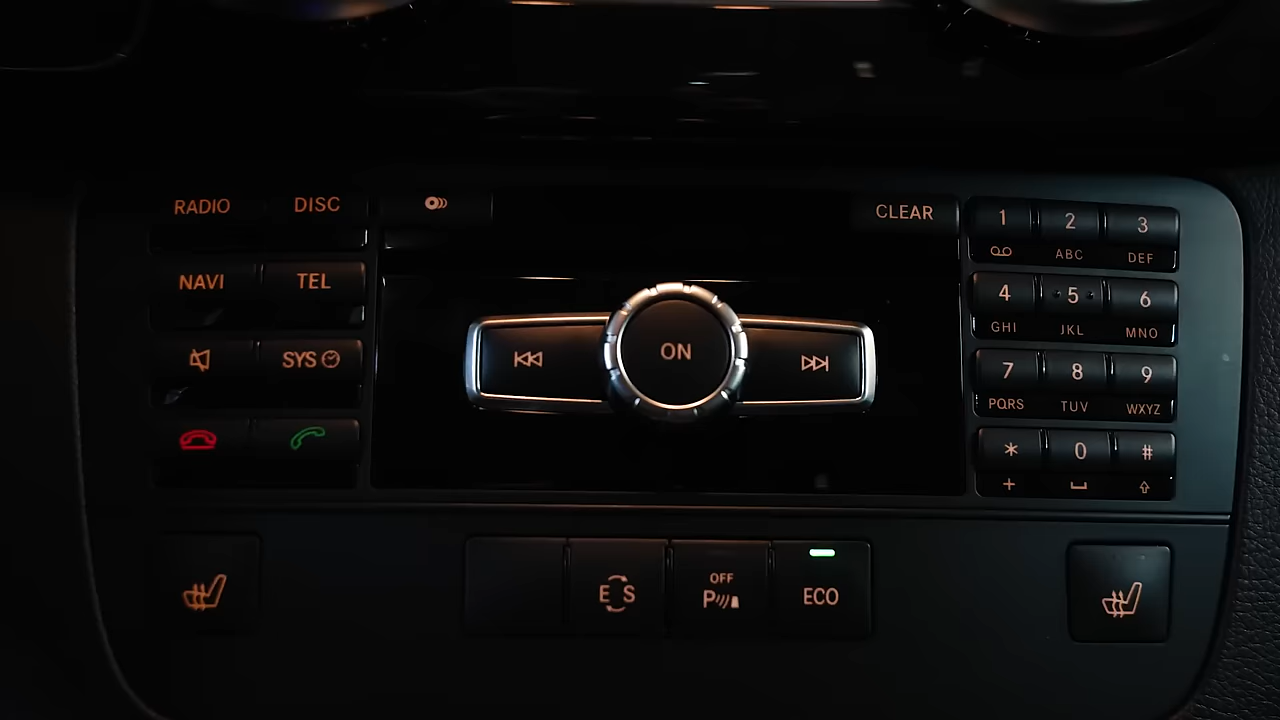 RADIO DISC
CLEAR
NAVI TEL
SYS
ON
1 2 3
ABC DEF
4 5 6
GHI JKL MNO
7 8 9
PQRS TUV WXYZ
* 0 #
+
E S
OFF
P
ECO